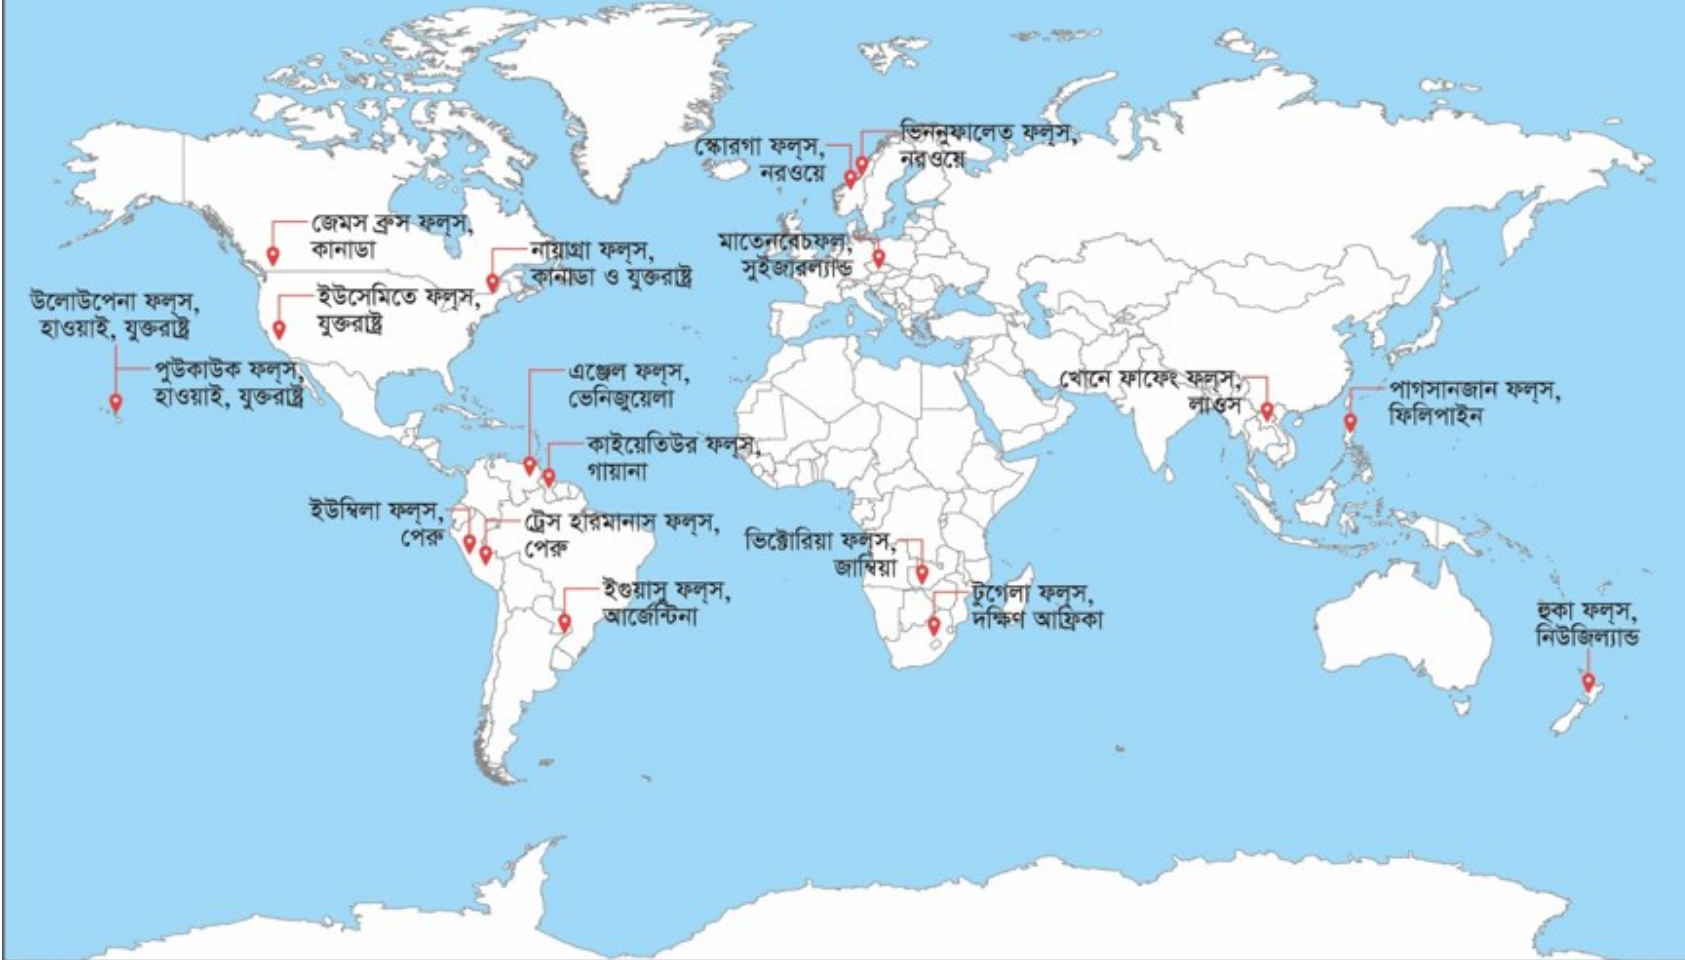 স্কোরগা ফল্‌স,
নরওয়ে
ভিননুফালেত ফল্‌স,
নরওয়ে
জেমস ব্রুস ফল্‌স,
কানাডা
নায়াগ্রা ফল্‌স,
কানাডা ও যুক্তরাষ্ট্র
মাতেনবেচফল,
সুইজারল্যান্ড
উলোউপেনা ফল্‌স,
হাওয়াই, যুক্তরাষ্ট্র
ইউসেমিতে ফল্‌স,
যুক্তরাষ্ট্র
পুউকাউক ফল্‌স,
হাওয়াই, যুক্তরাষ্ট্র
এঞ্জেল ফল্‌স,
ভেনিজুয়েলা
খোনে ফাফেং ফল্‌স,
লাওস
পাগসানজান ফল্‌স,
ফিলিপাইন
কাইয়েতিউর ফল্‌স,
গায়ানা
ইউম্বিলা ফল্‌স,
পেরু
ট্রেস হারমানাস ফল্‌স,
পেরু
ভিক্টোরিয়া ফল্‌স,
জাম্বিয়া
ইগুয়াসু ফল্‌স,
আর্জেন্টিনা
টুগেলা ফল্‌স,
দক্ষিণ আফ্রিকা
হুকা ফল্‌স,
নিউজিল্যান্ড